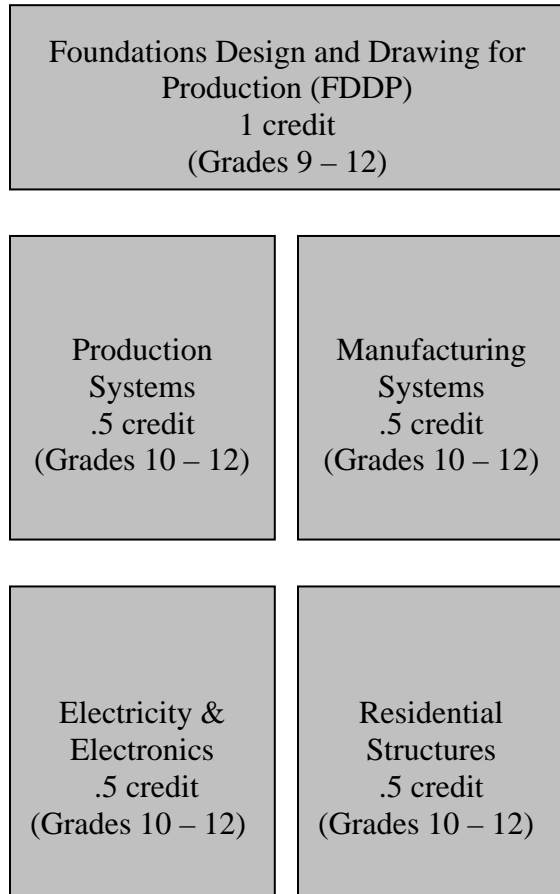 Foundations Design and Drawing for
Production (FDDP)
1 credit
(Grades 9 – 12)
Production
Systems
.5 credit
(Grades 10 – 12)
Manufacturing
Systems
.5 credit
(Grades 10 – 12)
Electricity &
Electronics
.5 credit
(Grades 10 – 12)
Residential
Structures
.5 credit
(Grades 10 – 12)